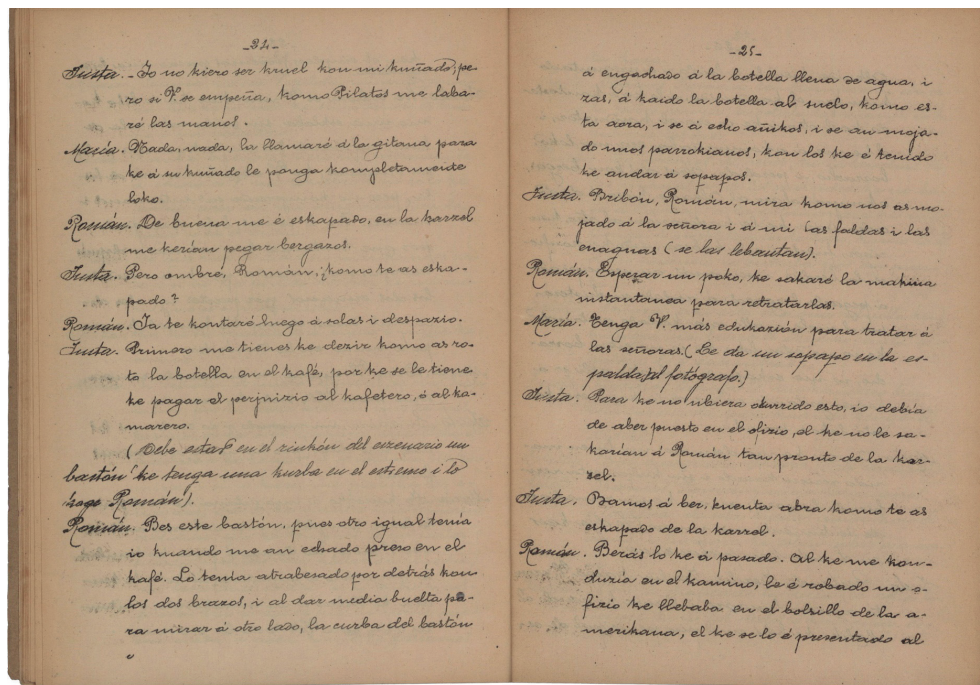 -24-
Justa. - Io no kiero ser kruel kon mi kuñado; pe-
ro si V. se empeña, komo Pilatos me laba-
ré las manos.
María. Nada, nada, la llamaré á la gitana para
ke á su kuñado le ponga kompletamente
loko.
Román. De buena me é eskapado, en la karzel
me kerían pegar bergazos.
Justa. Pero ombre, Román, ¿komo te as eska-
pado?
Román. Ia te kontaré luego á solas i despazio.
Justa. Primero me tienes ke dezir komo as ro-
to la botella en el kafé, por ke se le tiene
ke pagar el perjuizio al kafetero, ó al ka-
marero.
(Debe estar en el rinkón del ezenario un
bastón ke tenga una kurba en el estremo i lo
koge Román).
Román. Bes este bastón, pues otro igual tenía
io kuando me an echado preso en el
kafé. Lo tenía atrabesado por detrás kon
los dos brazos, i al dar media buelta pa-
ra mirar á otro lado, la curba del bastón
-25-
á enganchado á la botella llena de agua, i
zas, á kaido la botella al suelo, komo es-
ta aora, i se á echo añikos, i se an moja-
do unos parrokianos, kon los ke é tenido
ke andar á sopapos.
Justa. Bribón, Román, mira komo nos as mo-
jado á la señora i á mi las faldas i las
enaguas (se las lebantan).
Román. Esperar un poko, ke sakaré la makina
instantanea para retratarlas.
María. Tenga V. más edukazión para tratar á
las señoras. (Le da un sopapo en la es-
palda, al fotógrafo.)
Justa. Para ke no ubiera okurrido esto, io debía
de aber puesto en el ofizio, el ke no le sa-
karían á Román tan pronto de la kar-
zel.
Justa. Bamos á ber, kuenta abra komo te as
eskapado de la karzel.
Román. Berás lo ke á pasado. Al ke me kon-
duzía en el kamino, le é robado un o-
fizio ke llebaba en el bolsillo de la a-
merikana, el ke se lo é presentado al